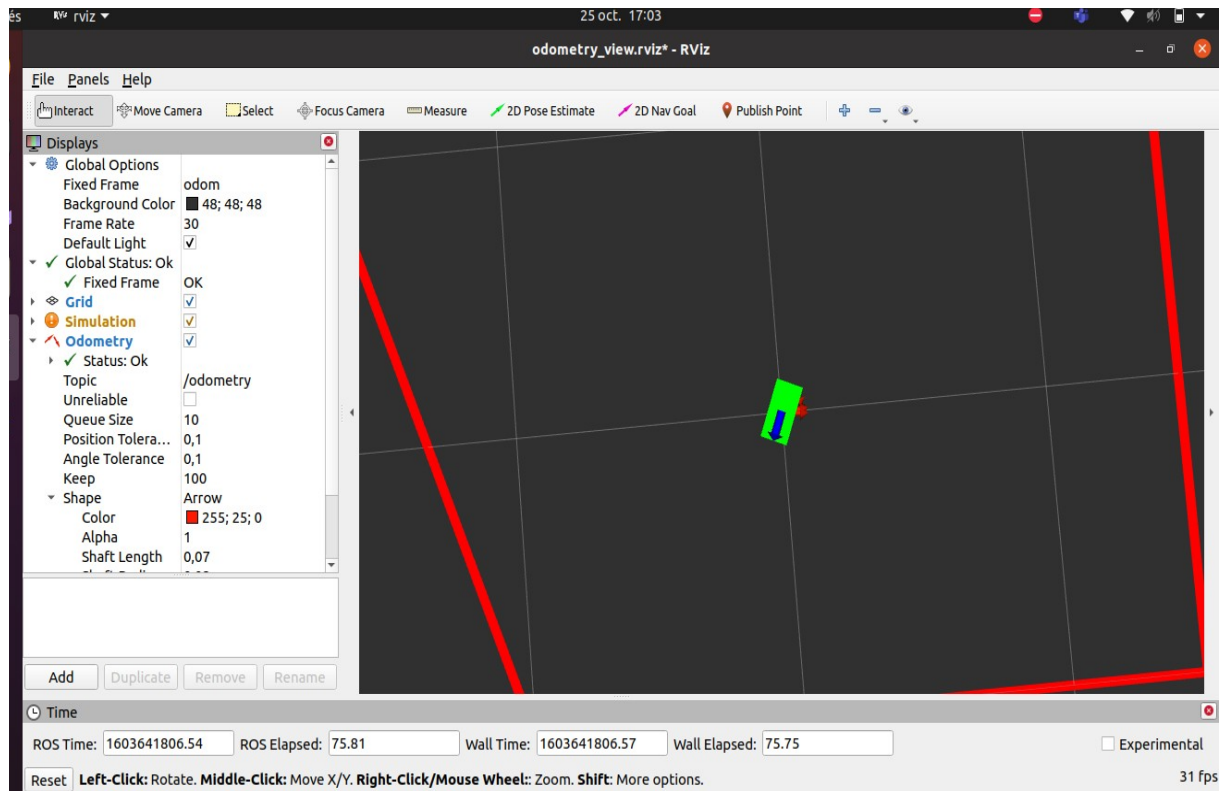 és RViz rviz 25 oct. 17:03
odometry_view.rviz* - RViz
File Panels Help
Interact Move Camera Select Focus Camera Measure 2D Pose Estimate 2D Nav Goal Publish Point
Displays
Global Options
Fixed Frame odom
Background Color 48; 48; 48
Frame Rate 30
Default Light
Global Status: Ok
Fixed Frame OK
Grid
Simulation
Odometry
Status: Ok
Topic /odometry
Unreliable
Queue Size 10
Position Tolera... 0,1
Angle Tolerance 0,1
Keep 100
Shape Arrow
Color 255; 25; 0
Alpha 1
Shaft Length 0,07
Add Duplicate Remove Rename
Time
ROS Time: 1603641806.54 ROS Elapsed: 75.81 Wall Time: 1603641806.57 Wall Elapsed: 75.75 Experimental
Reset Left-Click: Rotate. Middle-Click: Move X/Y. Right-Click/Mouse Wheel:: Zoom. Shift: More options. 31 fps